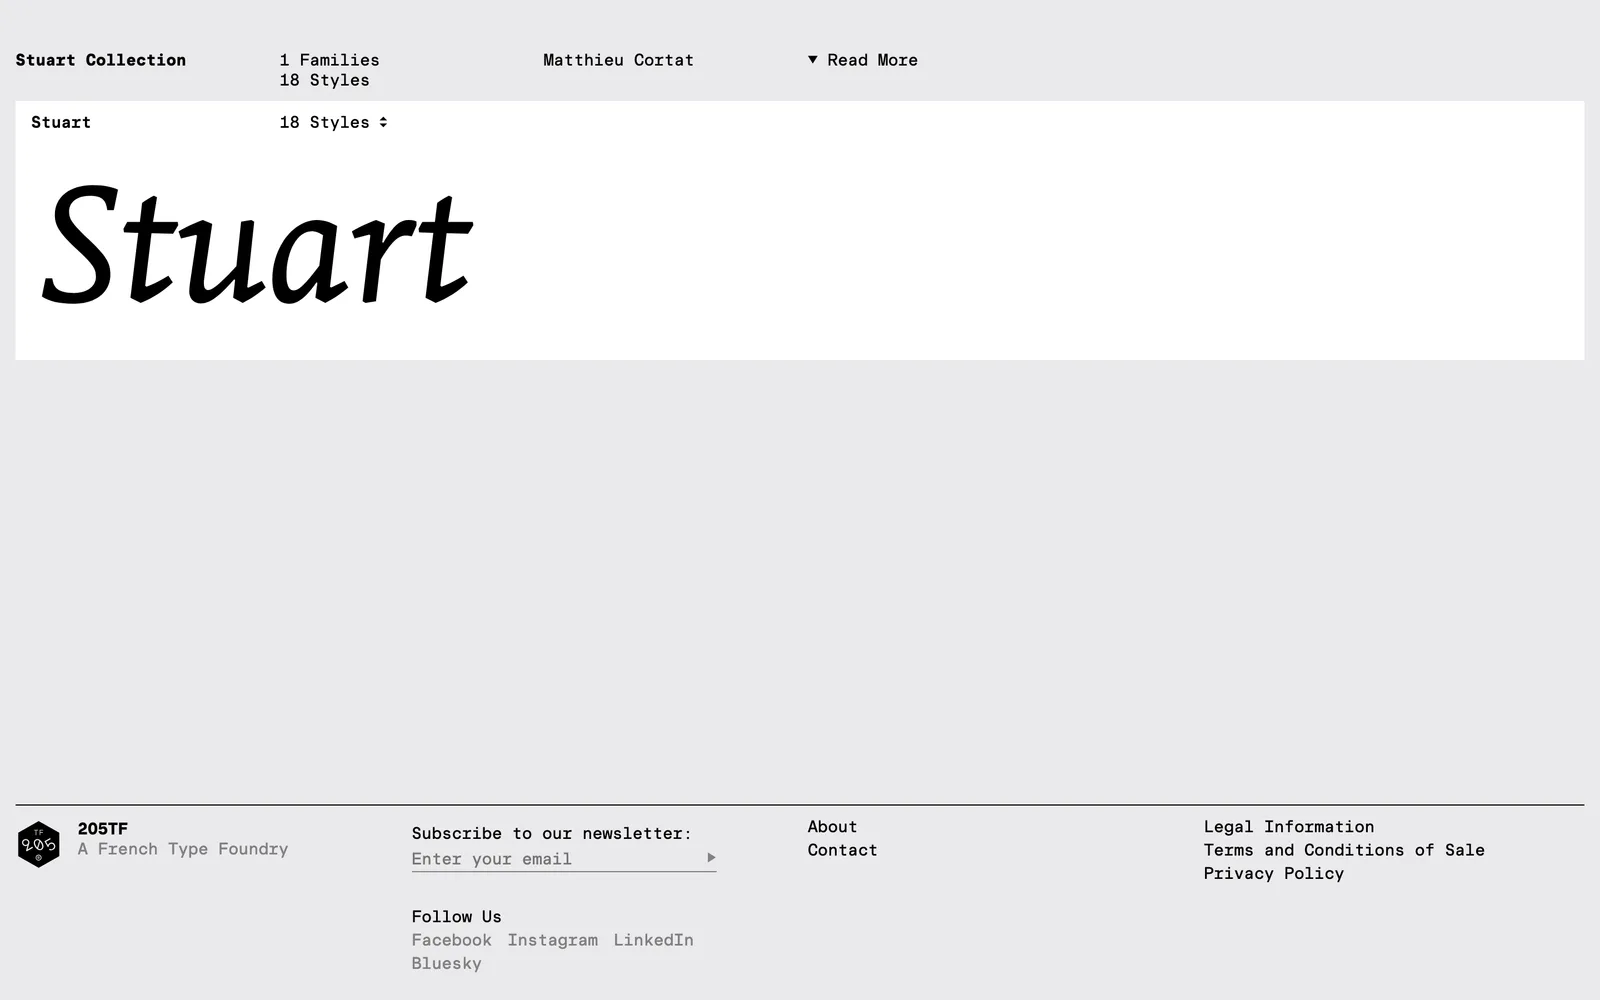 Stuart Collection
1 Families
18 Styles
Matthieu Cortat
▼ Read More
Stuart
18 Styles
Stuart
TF
205
205TF
A French Type Foundry
Subscribe to our newsletter:
Enter your email
Follow Us
Facebook Instagram LinkedIn
Bluesky
About
Contact
Legal Information
Terms and Conditions of Sale
Privacy Policy